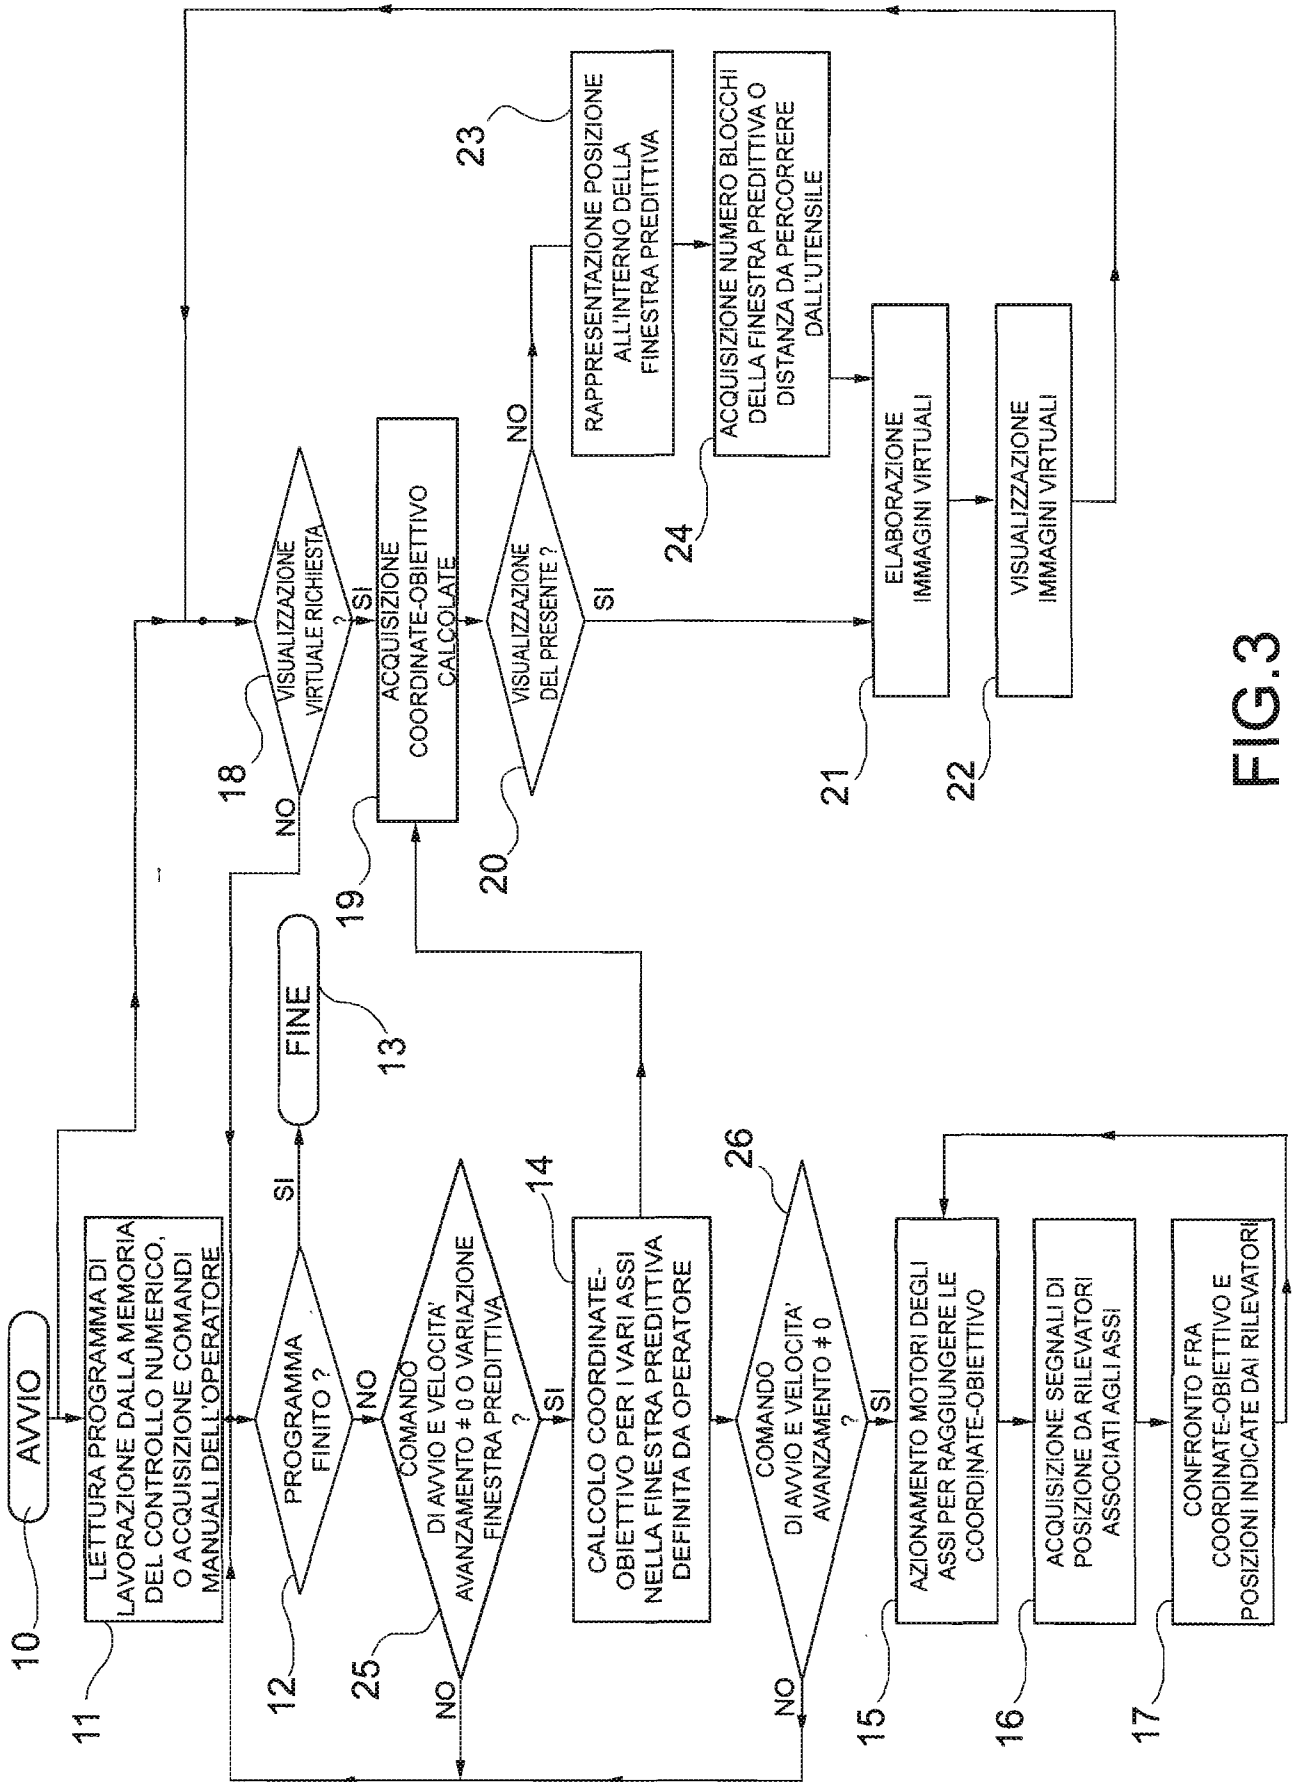 10
AVVIO
11
LETTURA PROGRAMMA DI
LAVORAZIONE DALLA MEMORIA
DEL CONTROLLO NUMERICO,
O ACQUISIZIONE COMANDI
MANUALI DELL'OPERATORE
12
PROGRAMMA
FINITO ?
SI
FINE
13
NO
25
COMANDO
DI AVVIO E VELOCITA'
AVANZAMENTO ≠ 0 O VARIAZIONE
FINESTRA PREDITTIVA
?
NO
SI
14
CALCOLO COORDINATE-
OBIETTIVO PER I VARI ASSI
NELLA FINESTRA PREDITTIVA
DEFINITA DA OPERATORE
26
COMANDO
DI AVVIO E VELOCITA'
AVANZAMENTO ≠ 0
?
NO
SI
15
AZIONAMENTO MOTORI DEGLI
ASSI PER RAGGIUNGERE LE
COORDINATE-OBIETTIVO
16
ACQUISIZIONE SEGNALI DI
POSIZIONE DA RILEVATORI
ASSOCIATI AGLI ASSI
17
CONFRONTO FRA
COORDINATE-OBIETTIVO E
POSIZIONI INDICATE DAI RILEVATORI
18
VISUALIZZAZIONE
VIRTUALE RICHIESTA
?
NO
SI
19
ACQUISIZIONE
COORDINATE-OBIETTIVO
CALCOLATE
20
VISUALIZZAZIONE
DEL PRESENTE ?
NO
SI
23
RAPPRESENTAZIONE POSIZIONE
ALL'INTERNO DELLA
FINESTRA PREDITTIVA
24
ACQUISIZIONE NUMERO BLOCCHI
DELLA FINESTRA PREDITTIVA O
DISTANZA DA PERCORRERE
DALL'UTENSILE
21
ELABORAZIONE
IMMAGINI VIRTUALI
22
VISUALIZZAZIONE
IMMAGINI VIRTUALI
FIG.3